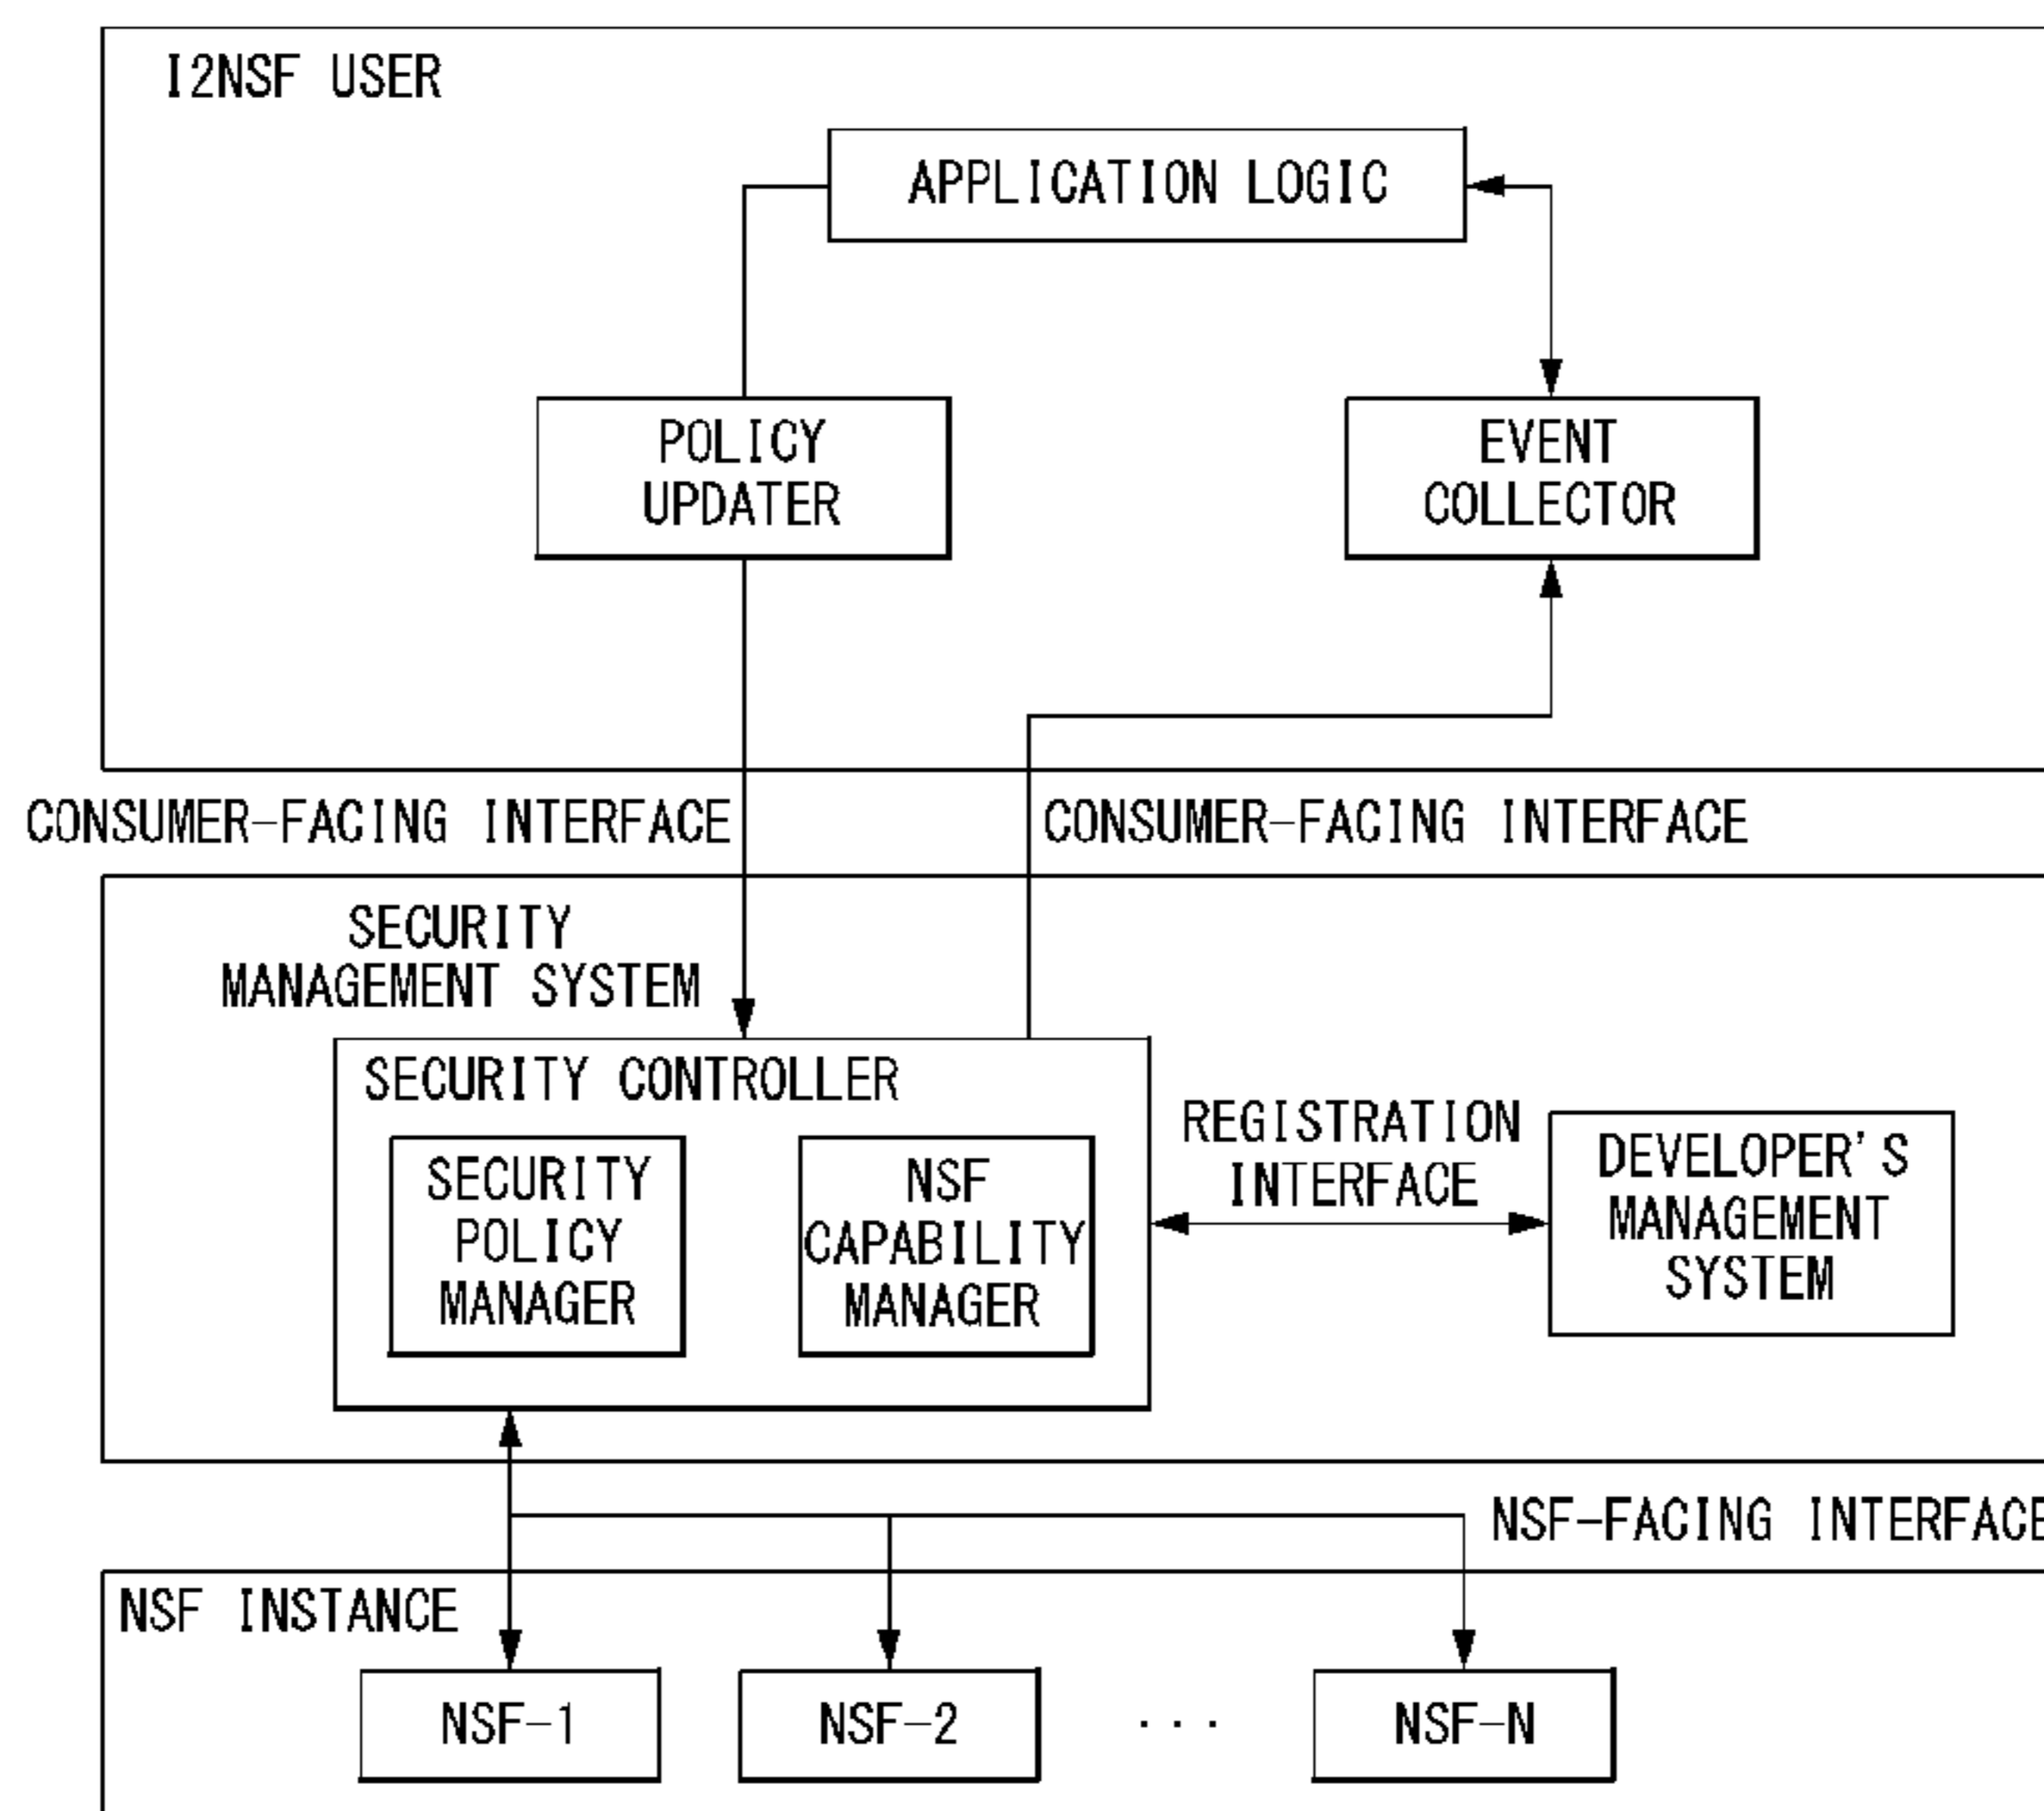 I2NSF USER
APPLICATION LOGIC
POLICY
UPDATER
EVENT
COLLECTOR
CONSUMER-FACING INTERFACE
CONSUMER-FACING INTERFACE
SECURITY
MANAGEMENT SYSTEM
SECURITY CONTROLLER
SECURITY
POLICY
MANAGER
NSF
CAPABILITY
MANAGER
REGISTRATION
INTERFACE
DEVELOPER'S
MANAGEMENT
SYSTEM
NSF-FACING INTERFACE
NSF INSTANCE
NSF-1
NSF-2
...
NSF-N